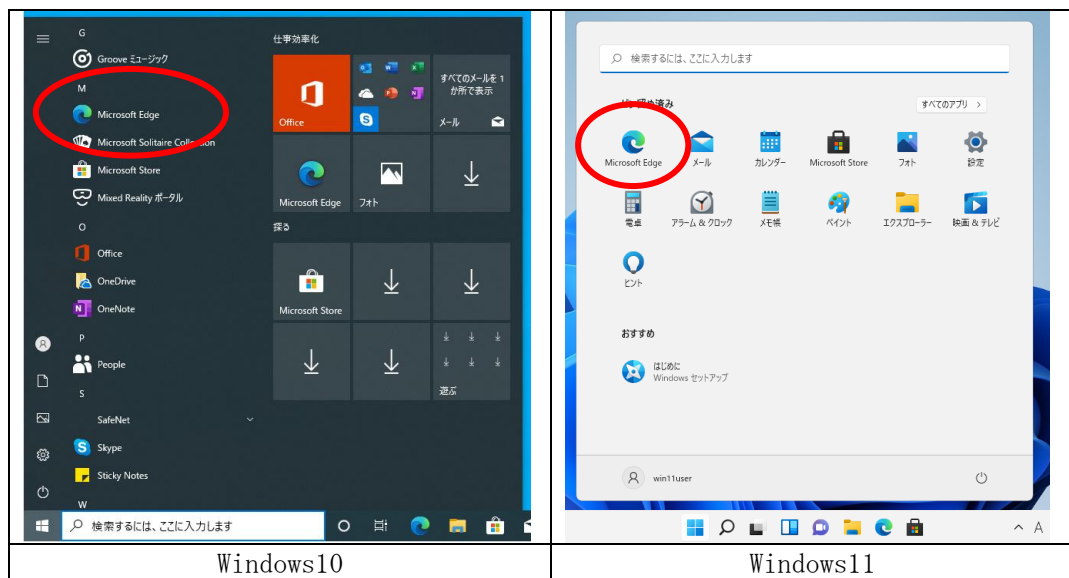 G
Groove ミュージック
M
Microsoft Edge
Microsoft Solitaire Collection
Microsoft Store
Mixed Reality ポータル
O
Office
OneDrive
OneNote
P
People
S
SafeNet
Skype
Sticky Notes
W
検索するには、ここに入力します
仕事効率化
Office
すべてのメールを 1
か所で表示
メール
Microsoft Edge
フォト
探る
Microsoft Store
遊ぶ
Windows10
検索するには、ここに入力します
ピン留め済み
すべてのアプリ >
Microsoft Edge
メール
カレンダー
Microsoft Store
フォト
設定
電卓
アラーム & クロック
メモ帳
ペイント
エクスプローラー
映画 & テレビ
ヒント
おすすめ
はじめに
Windows セットアップ
win11user
A
Windows11